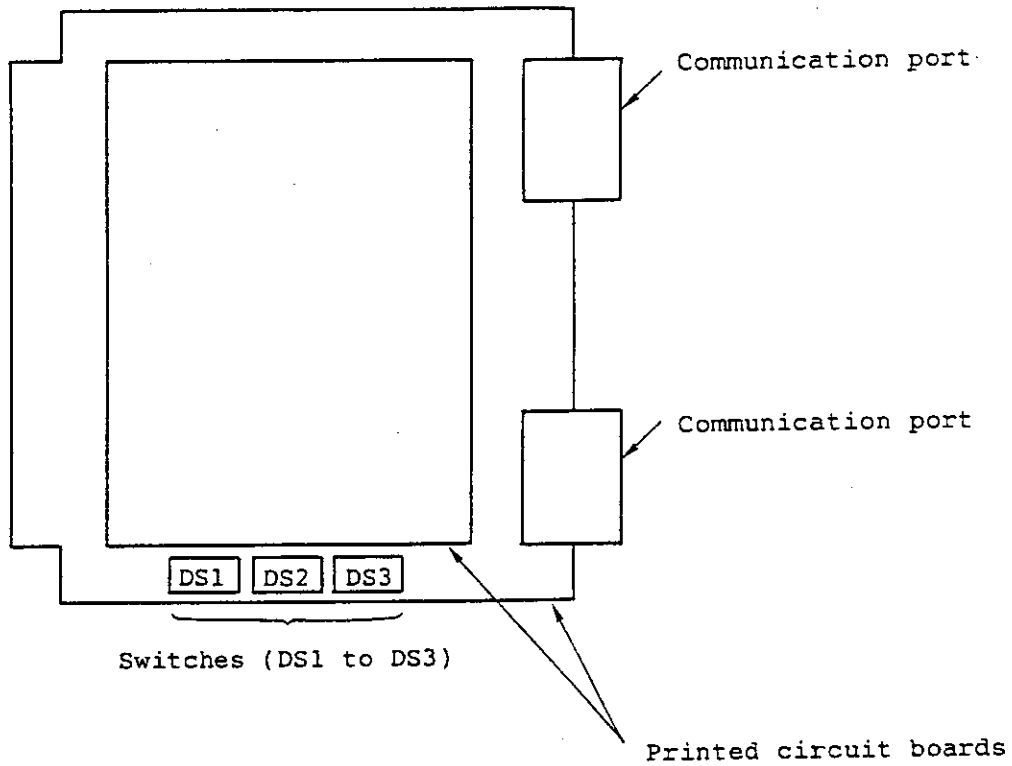 Communication port
Communication port
DS1 DS2 DS3
Switches (DS1 to DS3)
Printed circuit boards